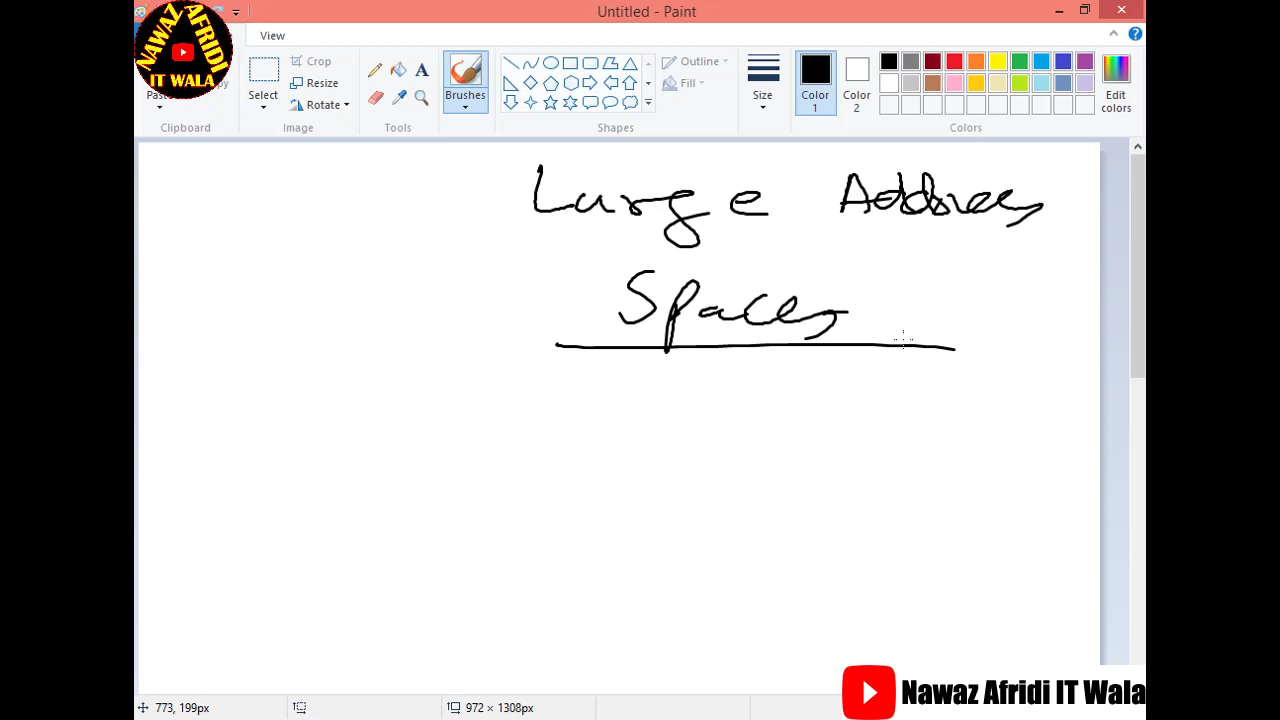 Untitled - Paint
NAWAZ AFRIDI
IT WALA
View
Crop
Resize
Rotate
Select
Brushes
Outline
Fill
Size
Color 1
Color 2
Edit colors
Clipboard
Image
Tools
Shapes
Colors
Large Address
Spaces
773, 199px
972 × 1308px
Nawaz Afridi IT Wala